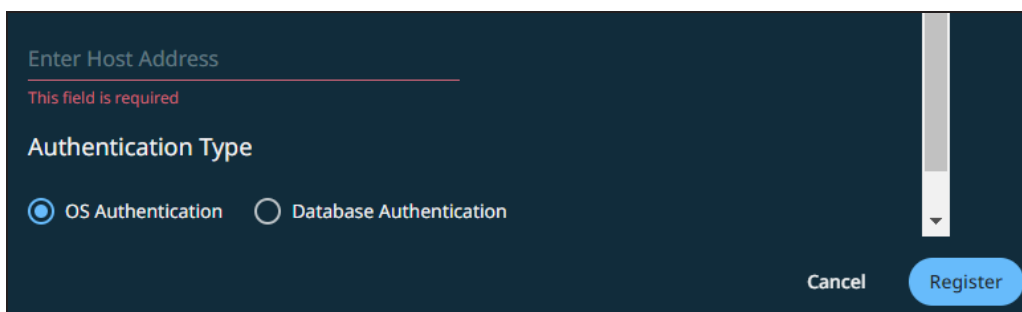 Enter Host Address
This field is required
Authentication Type
OS Authentication Database Authentication
Cancel Register